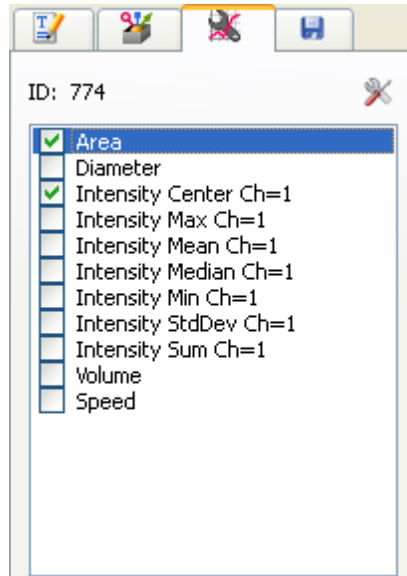 ID: 774
Area
Diameter
Intensity Center Ch=1
Intensity Max Ch=1
Intensity Mean Ch=1
Intensity Median Ch=1
Intensity Min Ch=1
Intensity StdDev Ch=1
Intensity Sum Ch=1
Volume
Speed